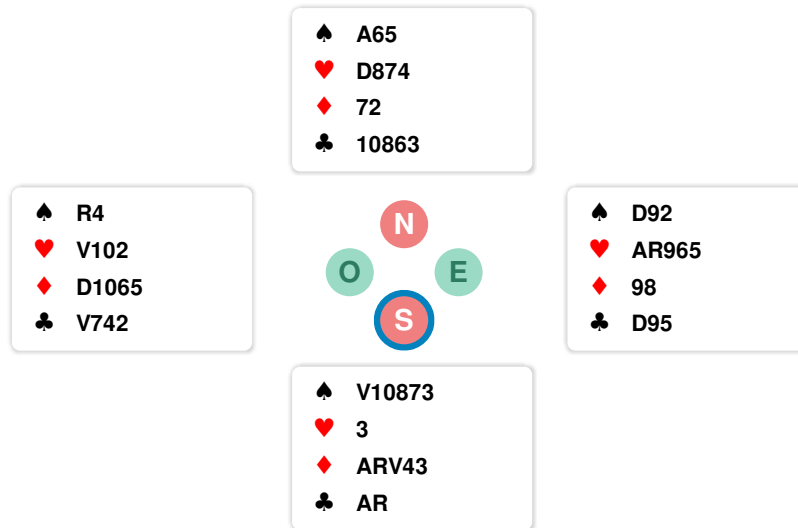 ♠ A65
♥ D874
♦ 72
♣ 10863
♠ R4
♥ V102
♦ D1065
♣ V742
N
O E
S
♠ D92
♥ AR965
♦ 98
♣ D95
♠ V10873
♥ 3
♦ ARV43
♣ AR